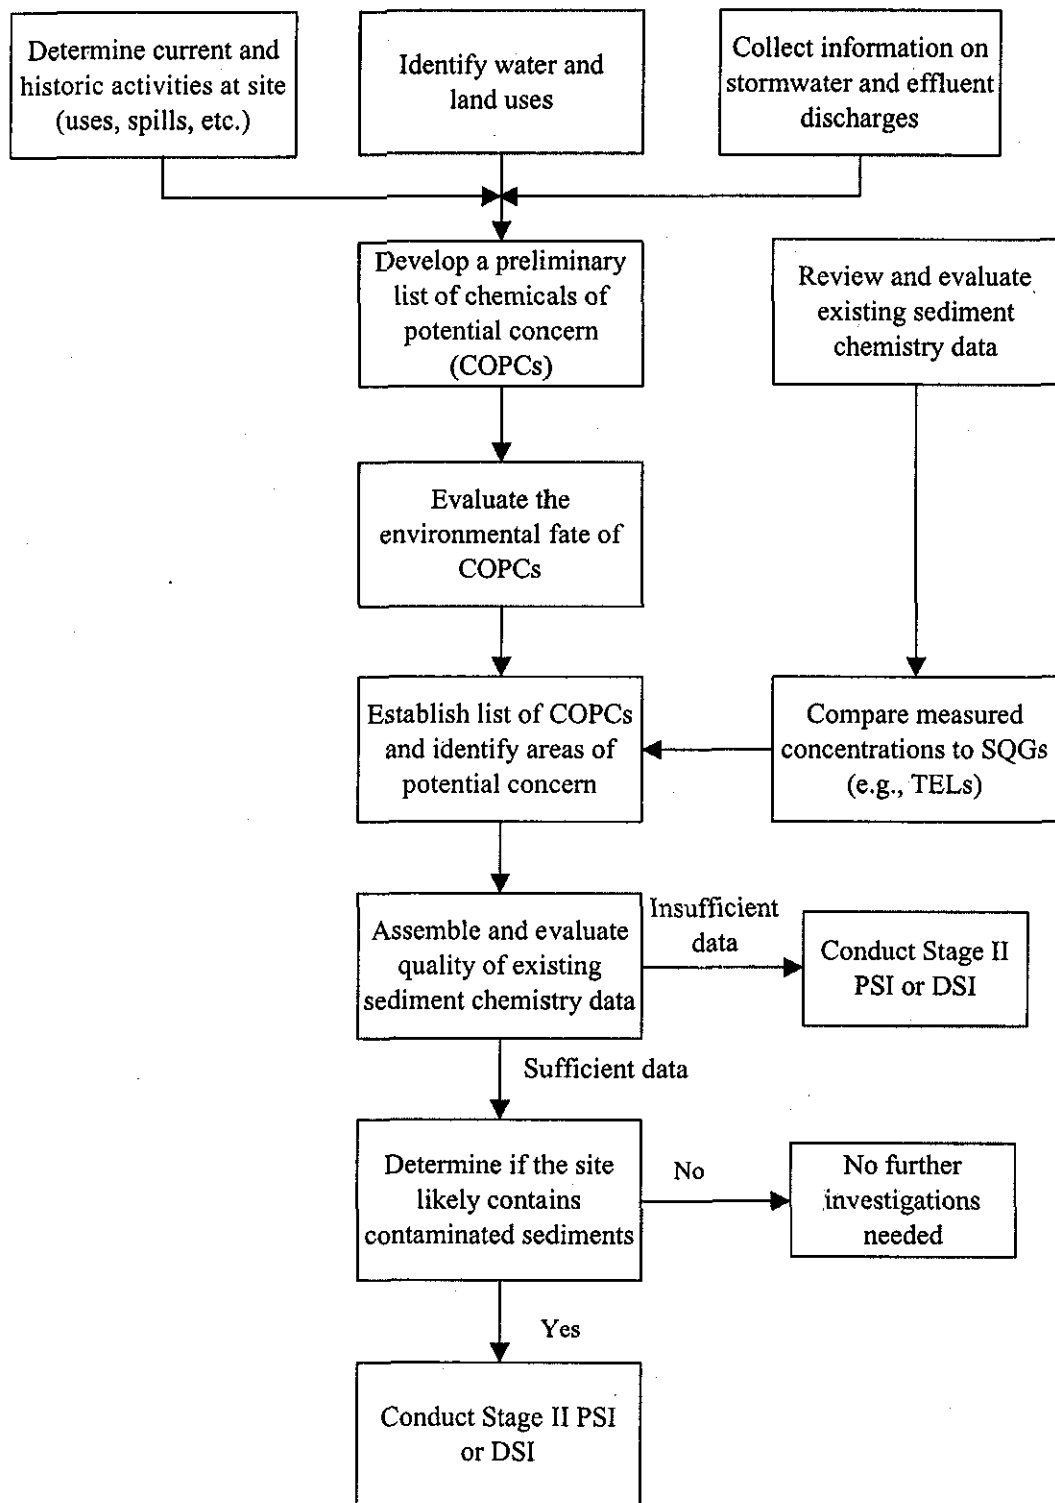 Determine current and
historic activities at site
(uses, spills, etc.)
Identify water and
land uses
Collect information on
stormwater and effluent
discharges
Develop a preliminary
list of chemicals of
potential concern
(COPCs)
Review and evaluate
existing sediment
chemistry data
Evaluate the
environmental fate of
COPCs
Establish list of COPCs
and identify areas of
potential concern
Compare measured
concentrations to SQGs
(e.g., TELs)
Assemble and evaluate
quality of existing
sediment chemistry data
Insufficient
data
Conduct Stage II
PSI or DSI
Sufficient data
Determine if the site
likely contains
contaminated sediments
No
No further
investigations
needed
Yes
Conduct Stage II PSI
or DSI